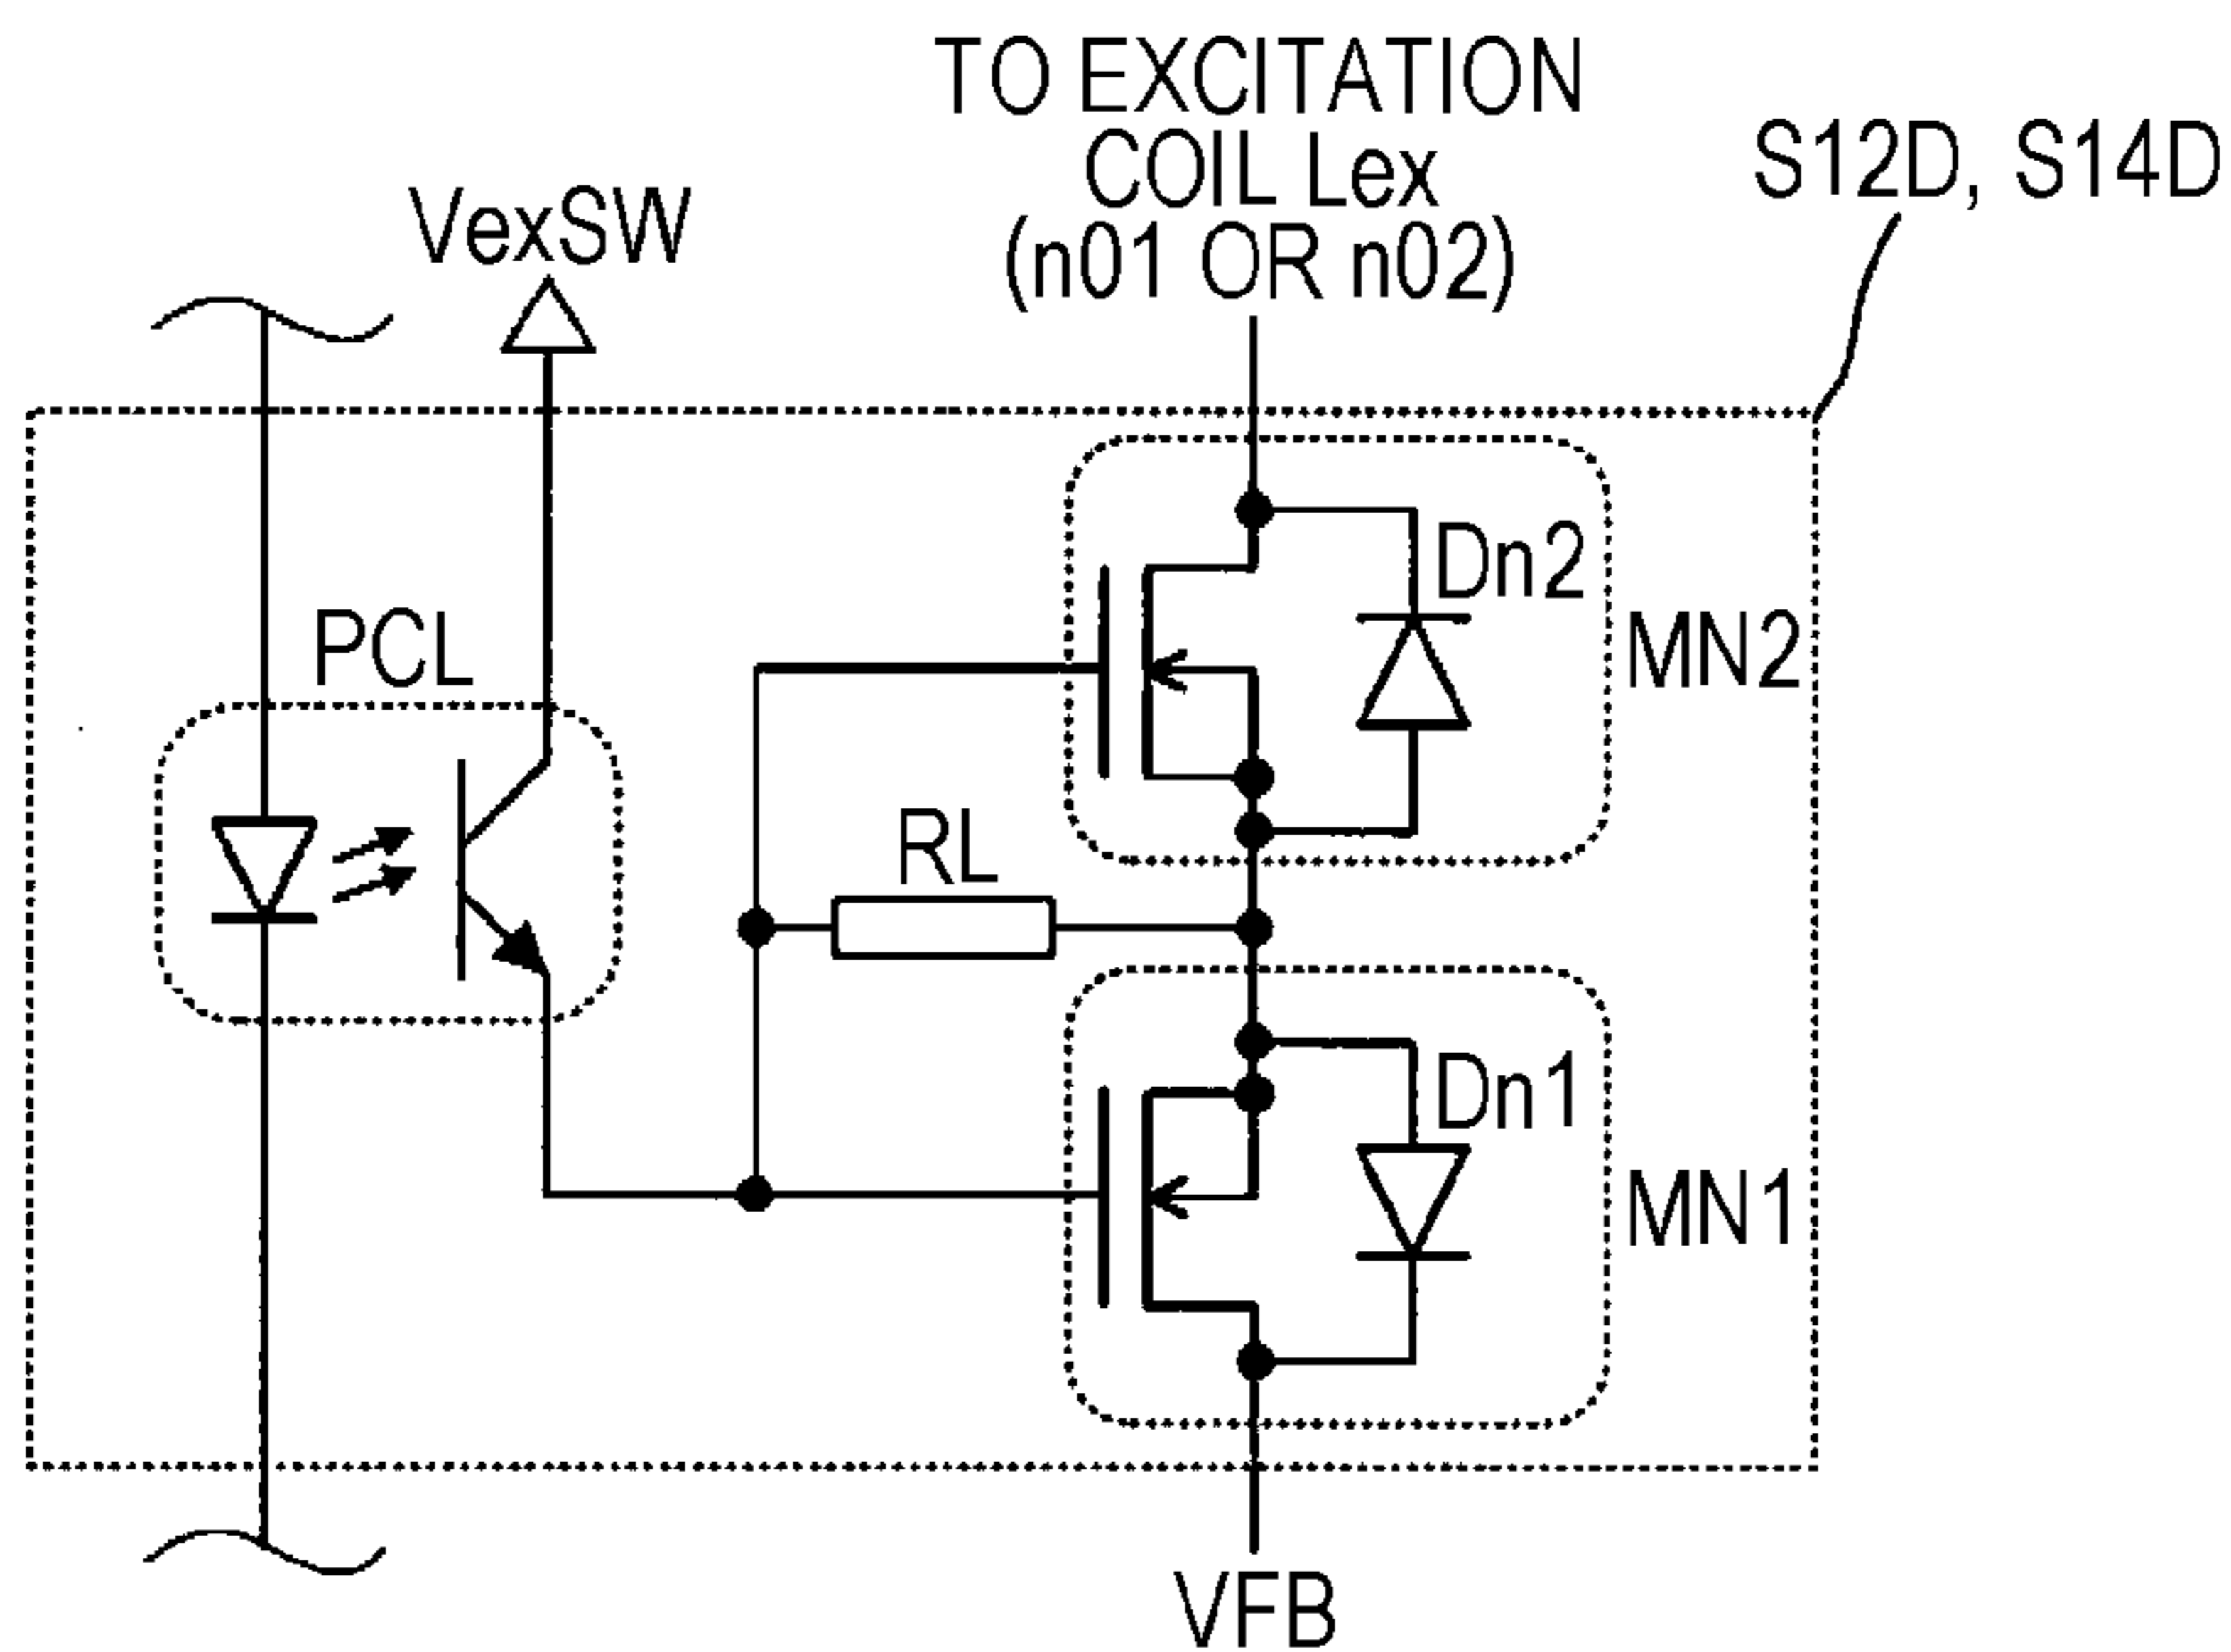 TO EXCITATION
COIL Lex
(n01 OR n02)
S12D, S14D
VexSW
Dn2
MN2
PCL
RL
Dn1
MN1
VFB